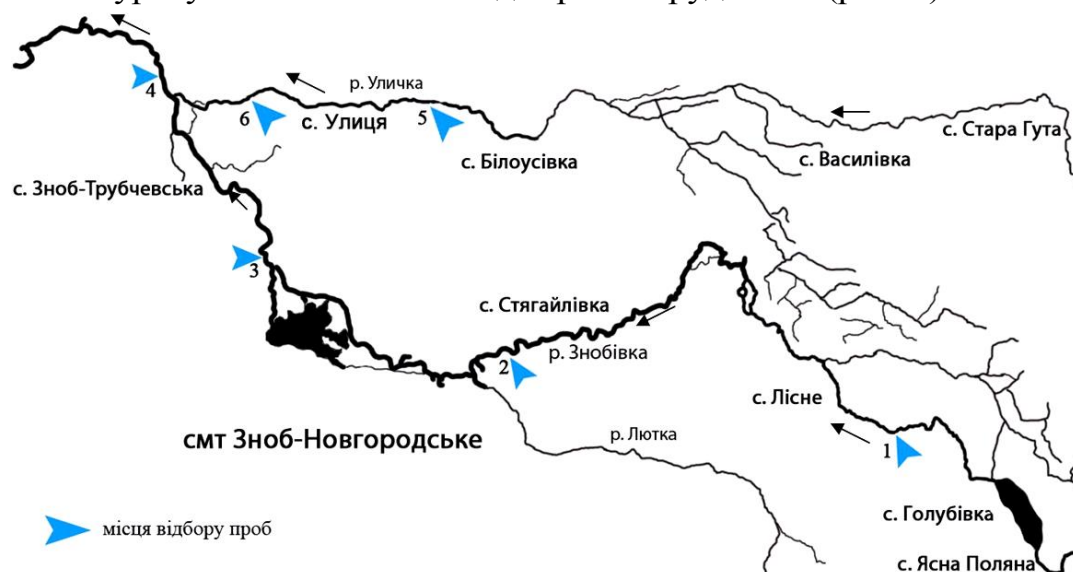 4
р. Уличка
6
с. Улиця
5
с. Стара Гута
с. Білоусівка
с. Василівка
с. Зноб-Трубчевська
3
с. Стягайлівка
р. Знобівка
2
с. Лісне
смт Зноб-Новгородське
р. Лютка
1
с. Голубівка
місця відбору проб
с. Ясна Поляна